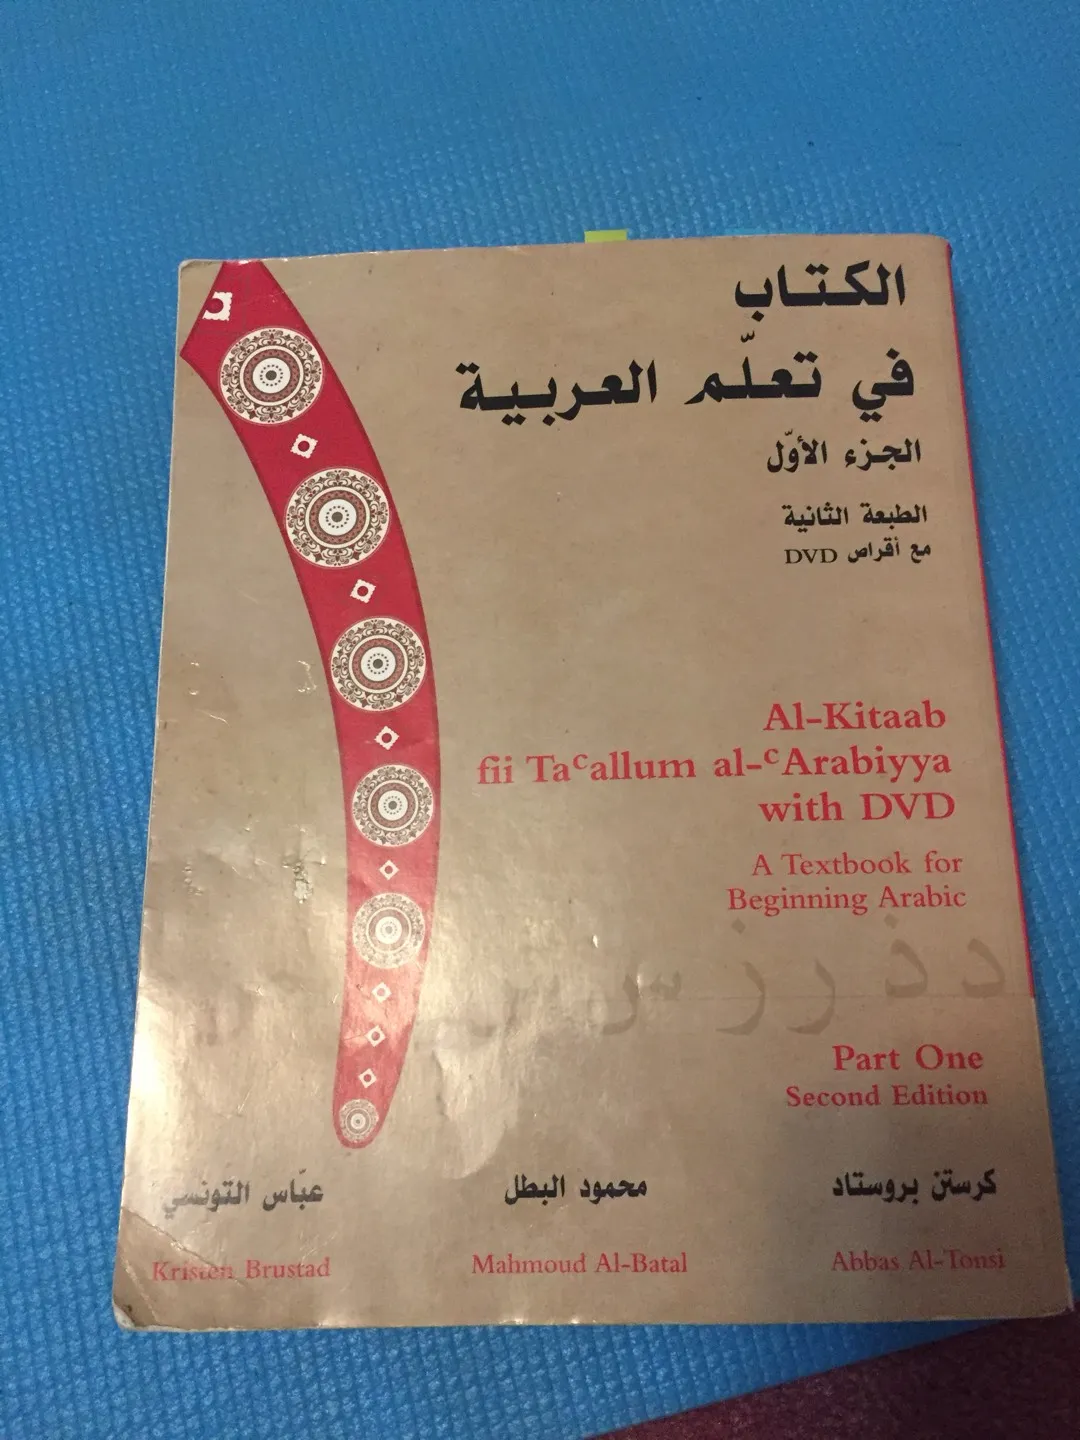 الكتاب
في تعلّم العربية
الجزء الأوّل
الطبعة الثانية
مع أقراص DVD
Al-Kitaab
fii Taᶜallum al-ᶜArabiyya
with DVD
A Textbook for
Beginning Arabic
د ذ ر ز س س
Part One
Second Edition
كرستن بروستاد محمود البطل عبّاس التونسي
Kristen Brustad Mahmoud Al-Batal Abbas Al-Tonsi